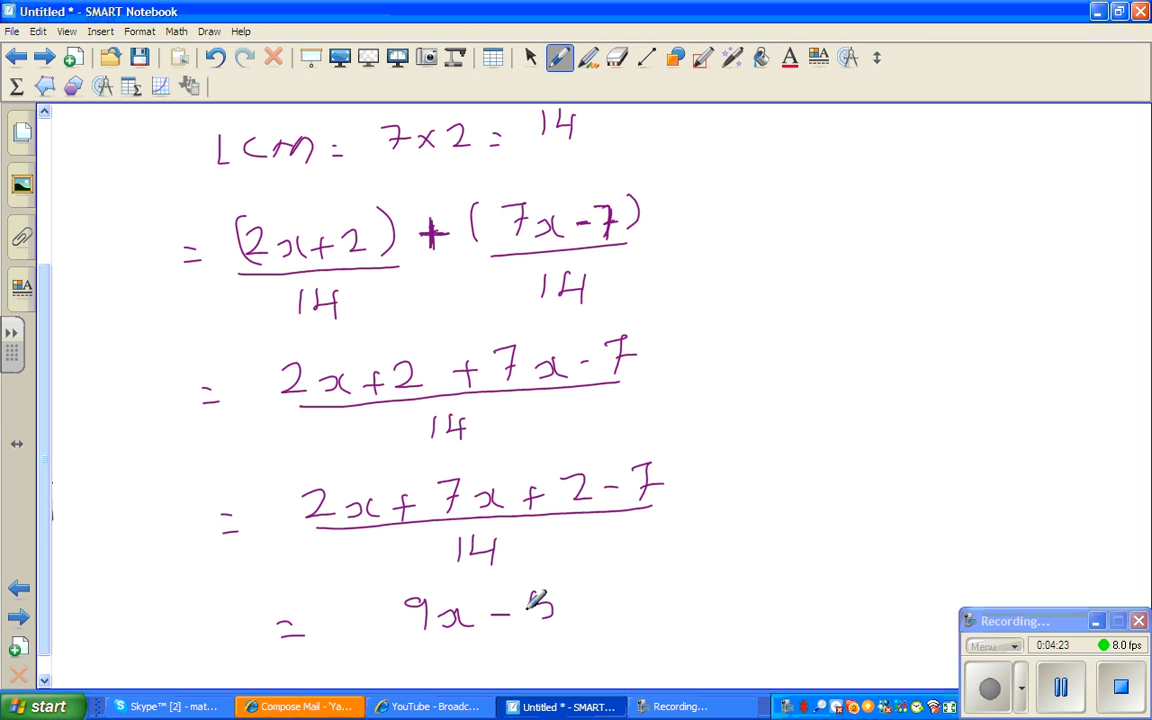 Untitled * - SMART Notebook
File Edit View Insert Format Math Draw Help
LCM = 7×2 = 14
= (2x+2) + (7x-7)
14 14
= 2x+2 +7x-7
14
= 2x+7x+2-7
14
= 9x-5
Recording...
Menu 0:04:23 8.0 fps
start Skype™ [2] - mat... Compose Mail - 'Ya... YouTube - Broadc... Untitled * - SMART... Recording...